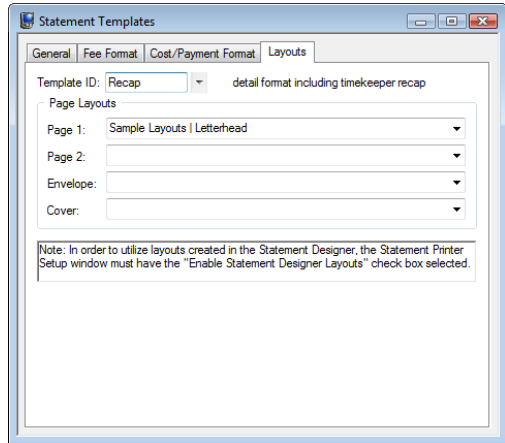 Statement Templates
General Fee Format Cost/Payment Format Layouts
Template ID: Recap detail format including timekeeper recap
Page Layouts
Page 1: Sample Layouts | Letterhead
Page 2:
Envelope:
Cover:
Note: In order to utilize layouts created in the Statement Designer, the Statement Printer
Setup window must have the "Enable Statement Designer Layouts" check box selected.